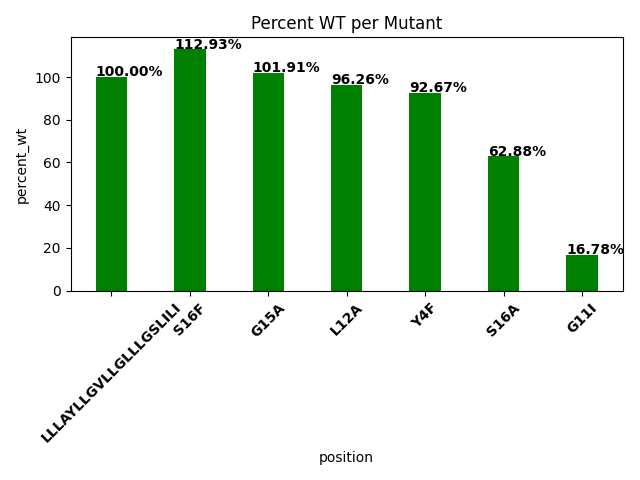 Percent WT per Mutant
percent_wt
100
80
60
40
20
0
100.00%
112.93%
101.91%
96.26%
92.67%
62.88%
16.78%
LLLAYLLGVLLGLLLGSLILI
S16F
G15A
L12A
Y4F
S16A
G11I
position